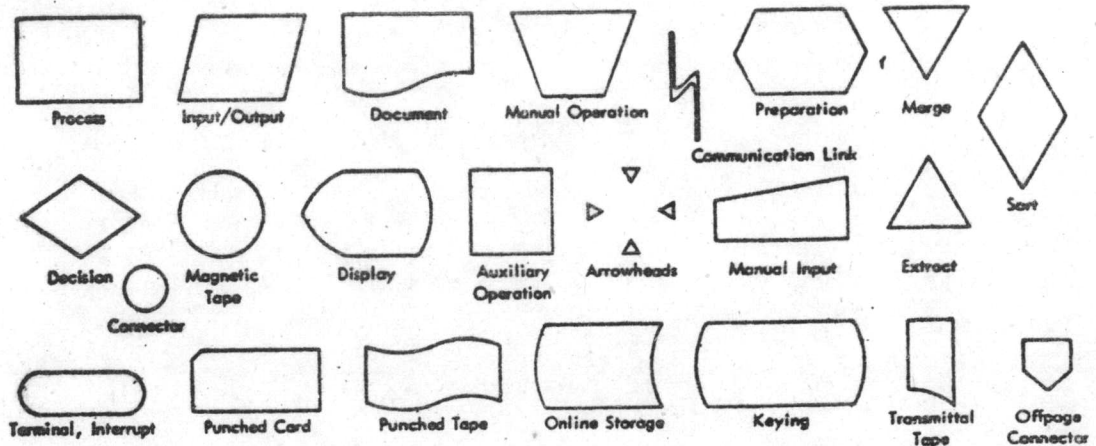 Process
Input/Output
Document
Manual Operation
Preparation
Merge
Communication Link
Sort
Decision
Magnetic
Tape
Display
Auxiliary
Operation
Arrowheads
Manual Input
Extract
Connector
Terminal, Interrupt
Punched Card
Punched Tape
Online Storage
Keying
Transmittal
Tape
Offpage
Connector